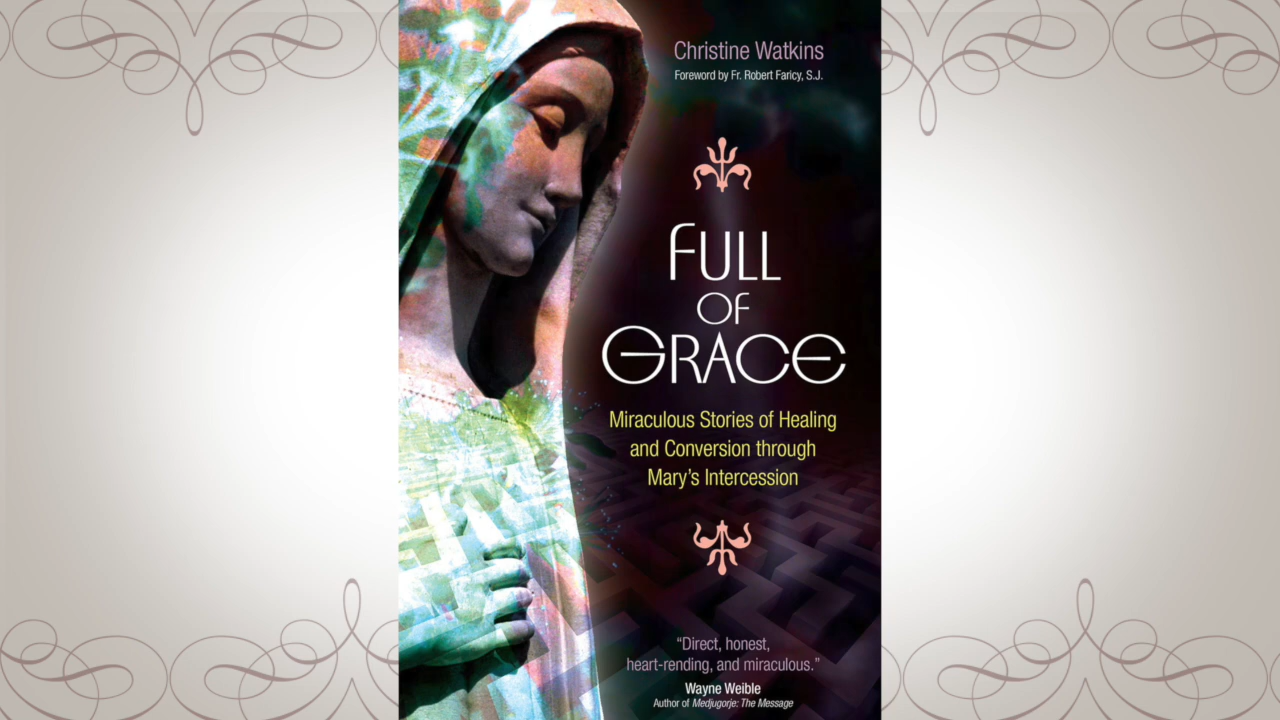 Christine Watkins
Foreword by Fr. Robert Faricy, S.J.
FULL
OF
GRACE
Miraculous Stories of Healing
and Conversion through
Mary's Intercession
“Direct, honest,
heart-rending, and miraculous.”
Wayne Weible
Author of Medjugorje: The Message